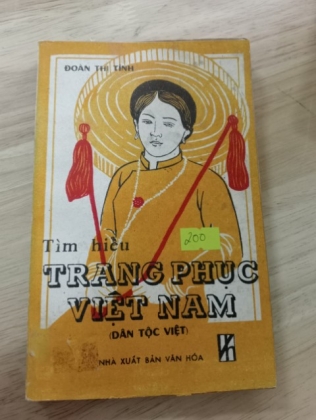 ĐOÀN THỊ TÌNH
Tìm hiểu
200
TRANG PHỤC
VIỆT NAM
(DÂN TỘC VIỆT)
NHÀ XUẤT BẢN VĂN HÓA